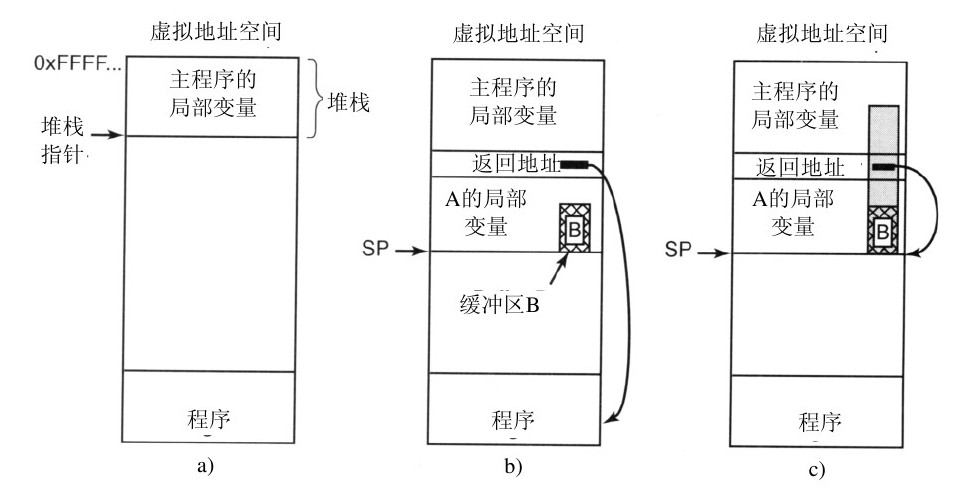 虚拟地址空间
0xFFFF...
主程序的
局部变量
堆栈
堆栈
指针
程序
a)
虚拟地址空间
主程序的
局部变量
返回地址
A的局部
变量
B
SP
缓冲区B
程序
b)
虚拟地址空间
主程序的
局部变量
返回地址
A的局部
变量
B
SP
程序
c)